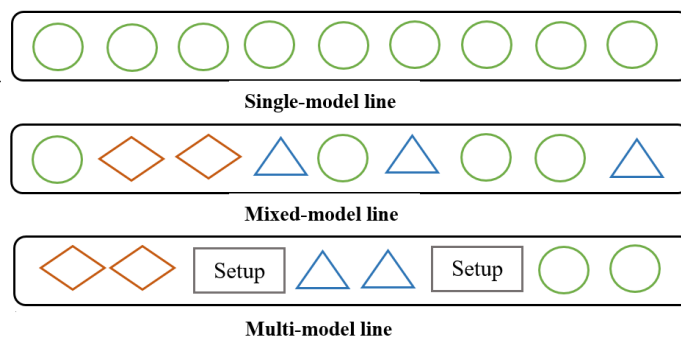 Single-model line
Mixed-model line
Setup
Setup
Multi-model line